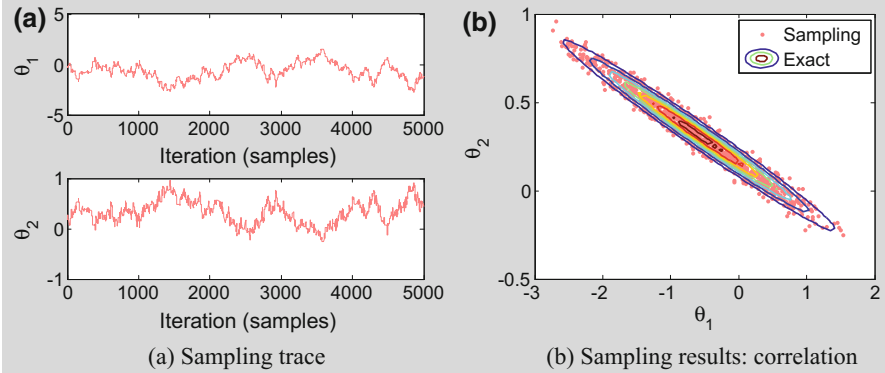 (a)
θ1
5
0
-5
0 1000 2000 3000 4000 5000
Iteration (samples)
θ2
1
0
-1
0 1000 2000 3000 4000 5000
Iteration (samples)
(a) Sampling trace
(b)
θ2
1
0.5
0
-0.5
Sampling
Exact
-3 -2 -1 0 1 2
θ1
(b) Sampling results: correlation